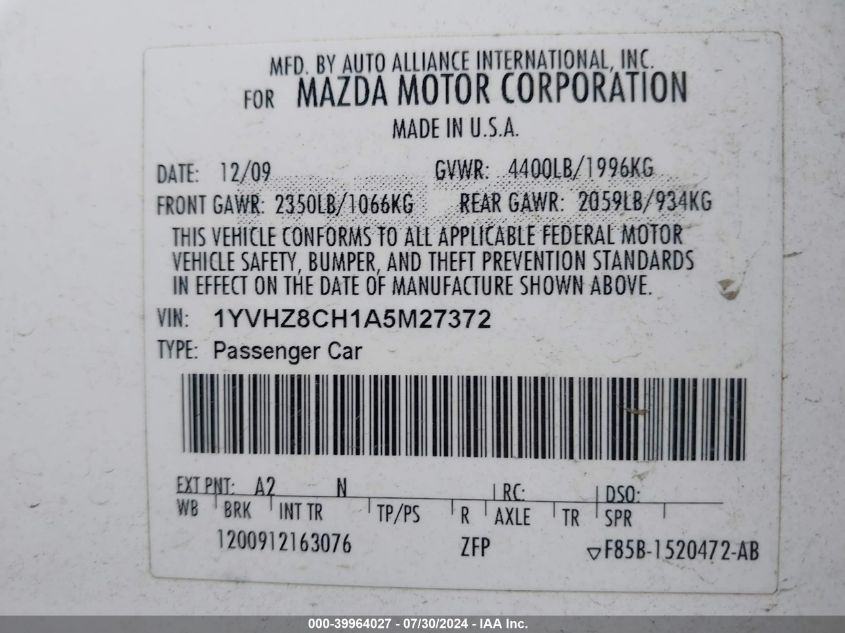 MFD. BY AUTO ALLIANCE INTERNATIONAL, INC.
FOR MAZDA MOTOR CORPORATION
MADE IN U.S.A.
DATE: 12/09 GVWR: 4400LB/1996KG
FRONT GAWR: 2350LB/1066KG REAR GAWR: 2059LB/934KG
THIS VEHICLE CONFORMS TO ALL APPLICABLE FEDERAL MOTOR
VEHICLE SAFETY, BUMPER, AND THEFT PREVENTION STANDARDS
IN EFFECT ON THE DATE OF MANUFACTURE SHOWN ABOVE.
VIN: 1YVHZ8CH1A5M27372
TYPE: Passenger Car
EXT PNT: A2 N RC: DSO:
WB BRK INT TR TP/PS R AXLE TR SPR
1200912163076 ZFP ▽F85B-1520472-AB
000-39964027 - 07/30/2024 - IAA Inc.